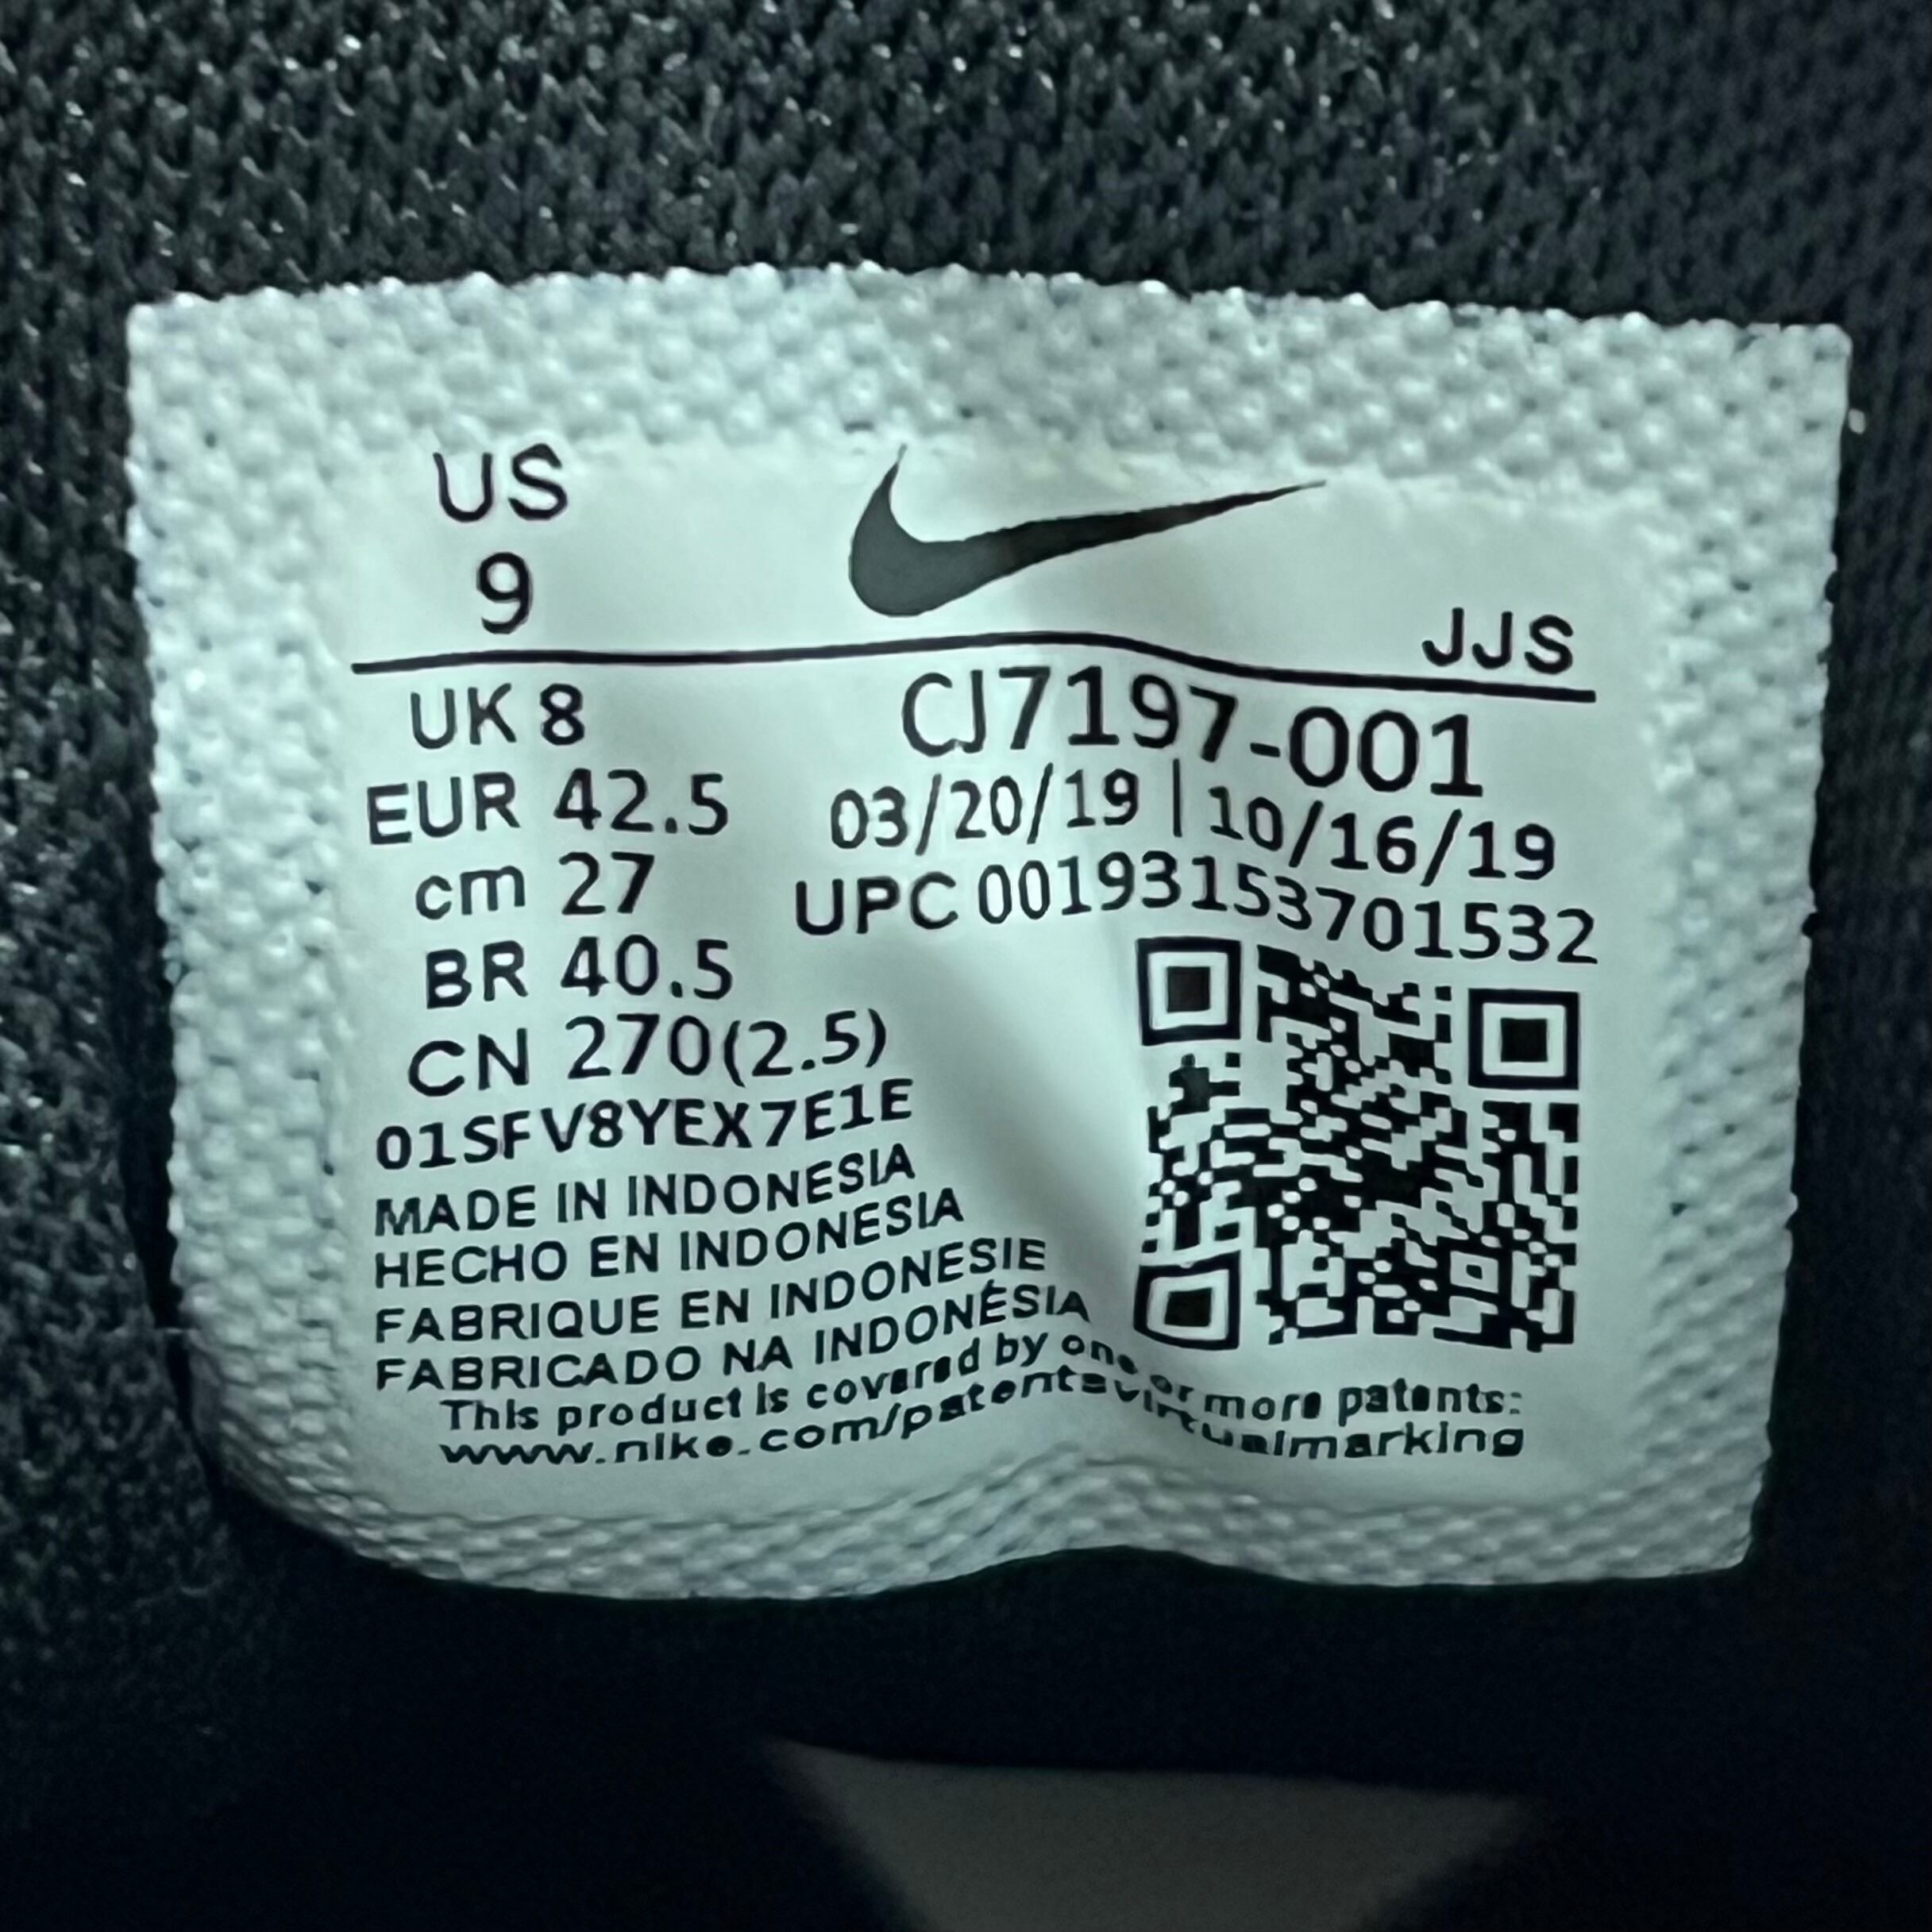 US
9
JJS
UK 8
CJ7197-001
EUR 42.5
03/20/19 | 10/16/19
cm 27
UPC 00193153701532
BR 40.5
CN 270(2.5)
01SFV8YEX7E1E
MADE IN INDONESIA
HECHO EN INDONESIA
FABRIQUE EN INDONESIE
FABRICADO NA INDONÉSIA
This product is covered by one or more patents:
www.nike.com/patentsvirtualmarking